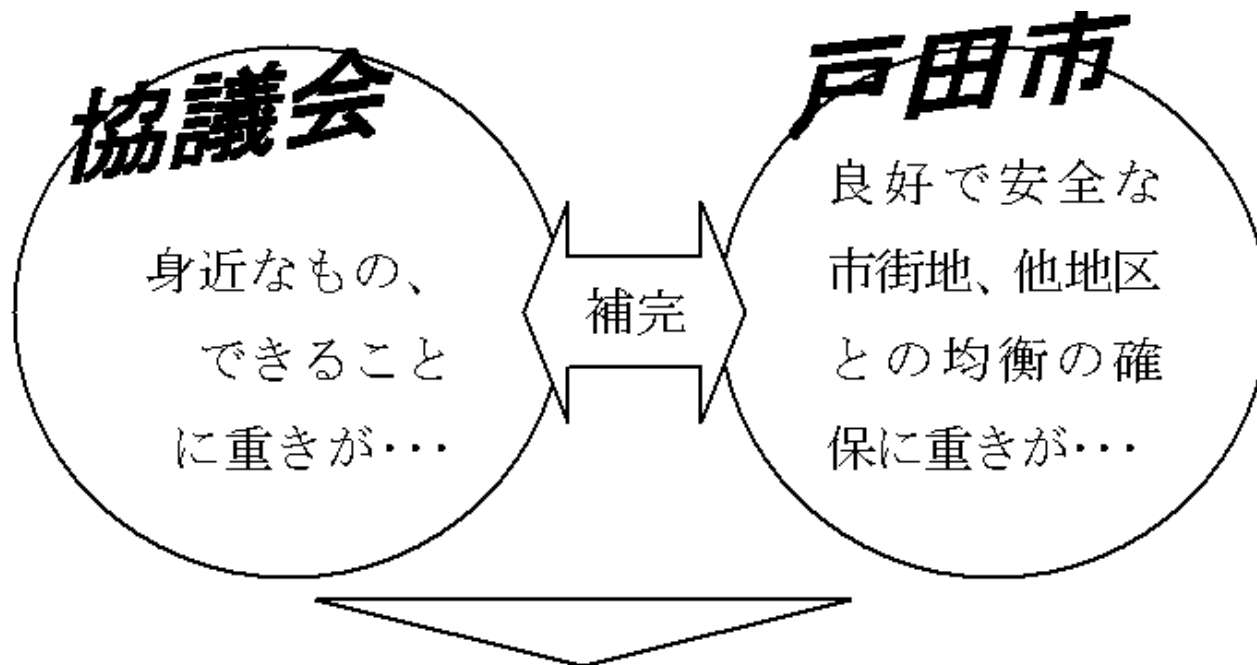 協議会
身近なもの、
できること
に重きが・・・
補完
戸田市
良好で安全な
市街地、他地区
との均衡の確
保に重きが・・・